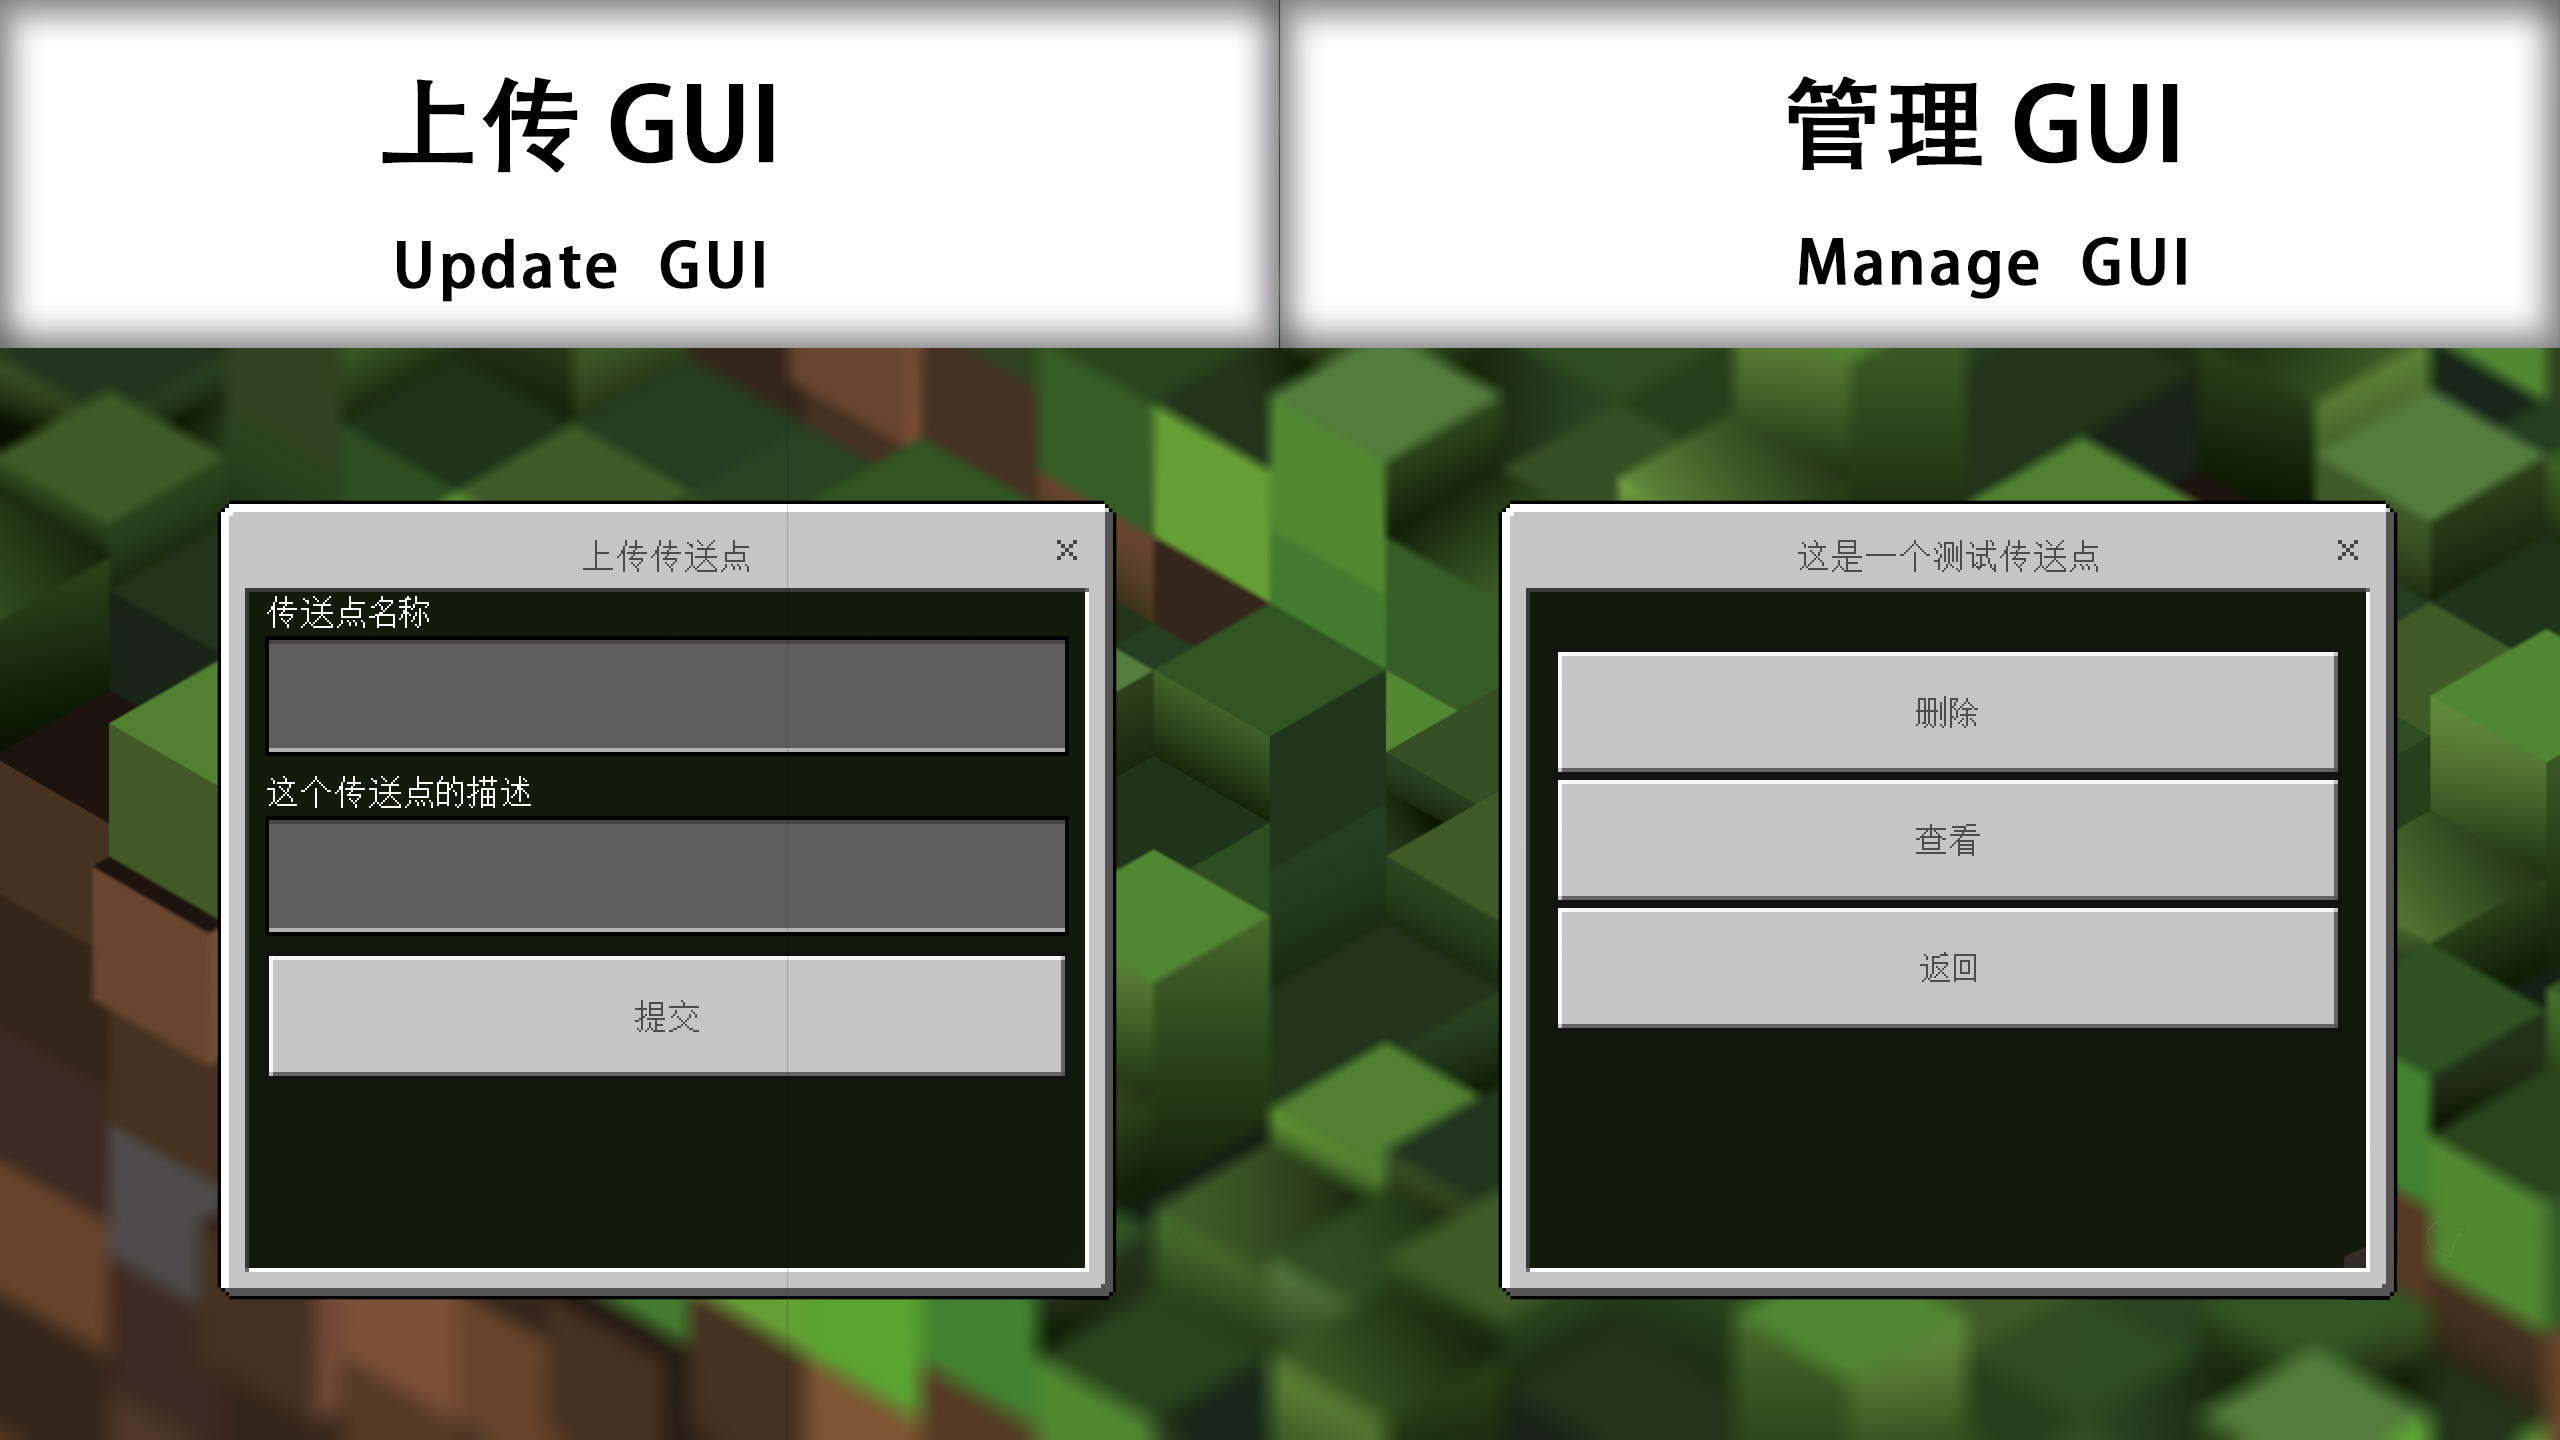 上传 GUI
Update GUI
管理 GUI
Manage GUI
上传传送点
传送点名称
这个传送点的描述
提交
这是一个测试传送点
删除
查看
返回